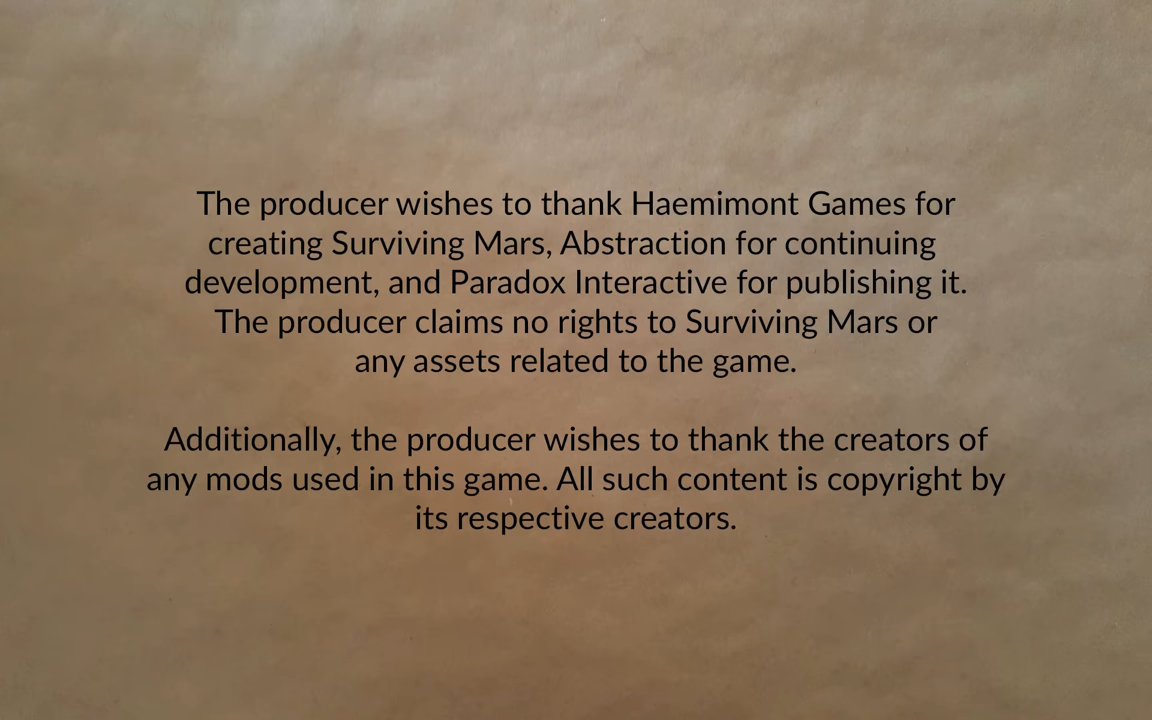 The producer wishes to thank Haemimont Games for
creating Surviving Mars, Abstraction for continuing
development, and Paradox Interactive for publishing it.
The producer claims no rights to Surviving Mars or
any assets related to the game.
Additionally, the producer wishes to thank the creators of
any mods used in this game. All such content is copyright by
its respective creators.